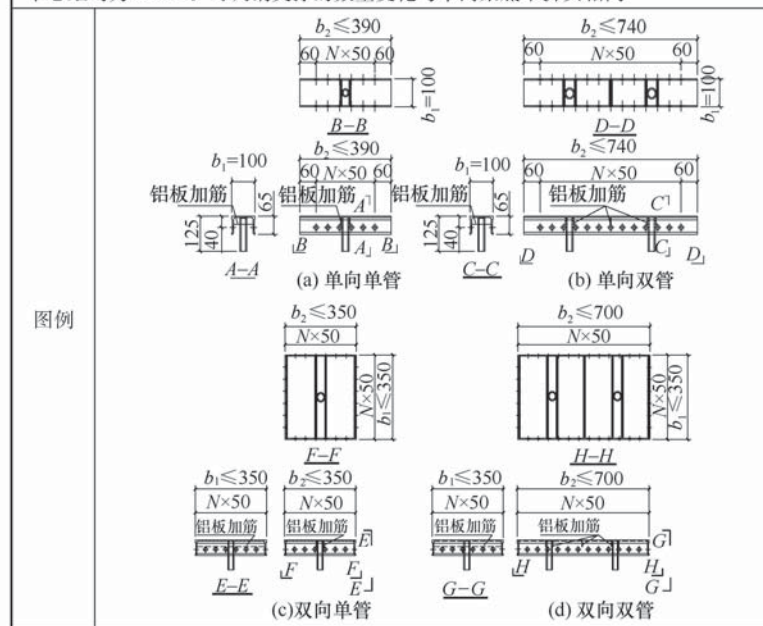 图例
b₂≤390
60 N×50 60
b₁=100
B-B
b₂≤740
60 N×50 60
b₁=100
D-D
b₁=100
铝板加筋
65
125
40
A-A
b₂≤390
60 N×50 60
铝板加筋
A
B A B
(a) 单向单管
b₁=100
铝板加筋
65
125
40
C-C
b₂≤740
60 N×50 60
铝板加筋
C
D C D
(b) 单向双管
b₂≤350
N×50
N×50
b₁≤350
F-F
b₂≤700
N×50
N×50
b₁≤350
H-H
b₁≤350
N×50
铝板加筋
E-E
b₂≤350
N×50
铝板加筋
E
F F
E
(c)双向单管
b₁≤350
N×50
铝板加筋
G-G
b₂≤700
N×50
铝板加筋
G
H H
G
(d) 双向双管